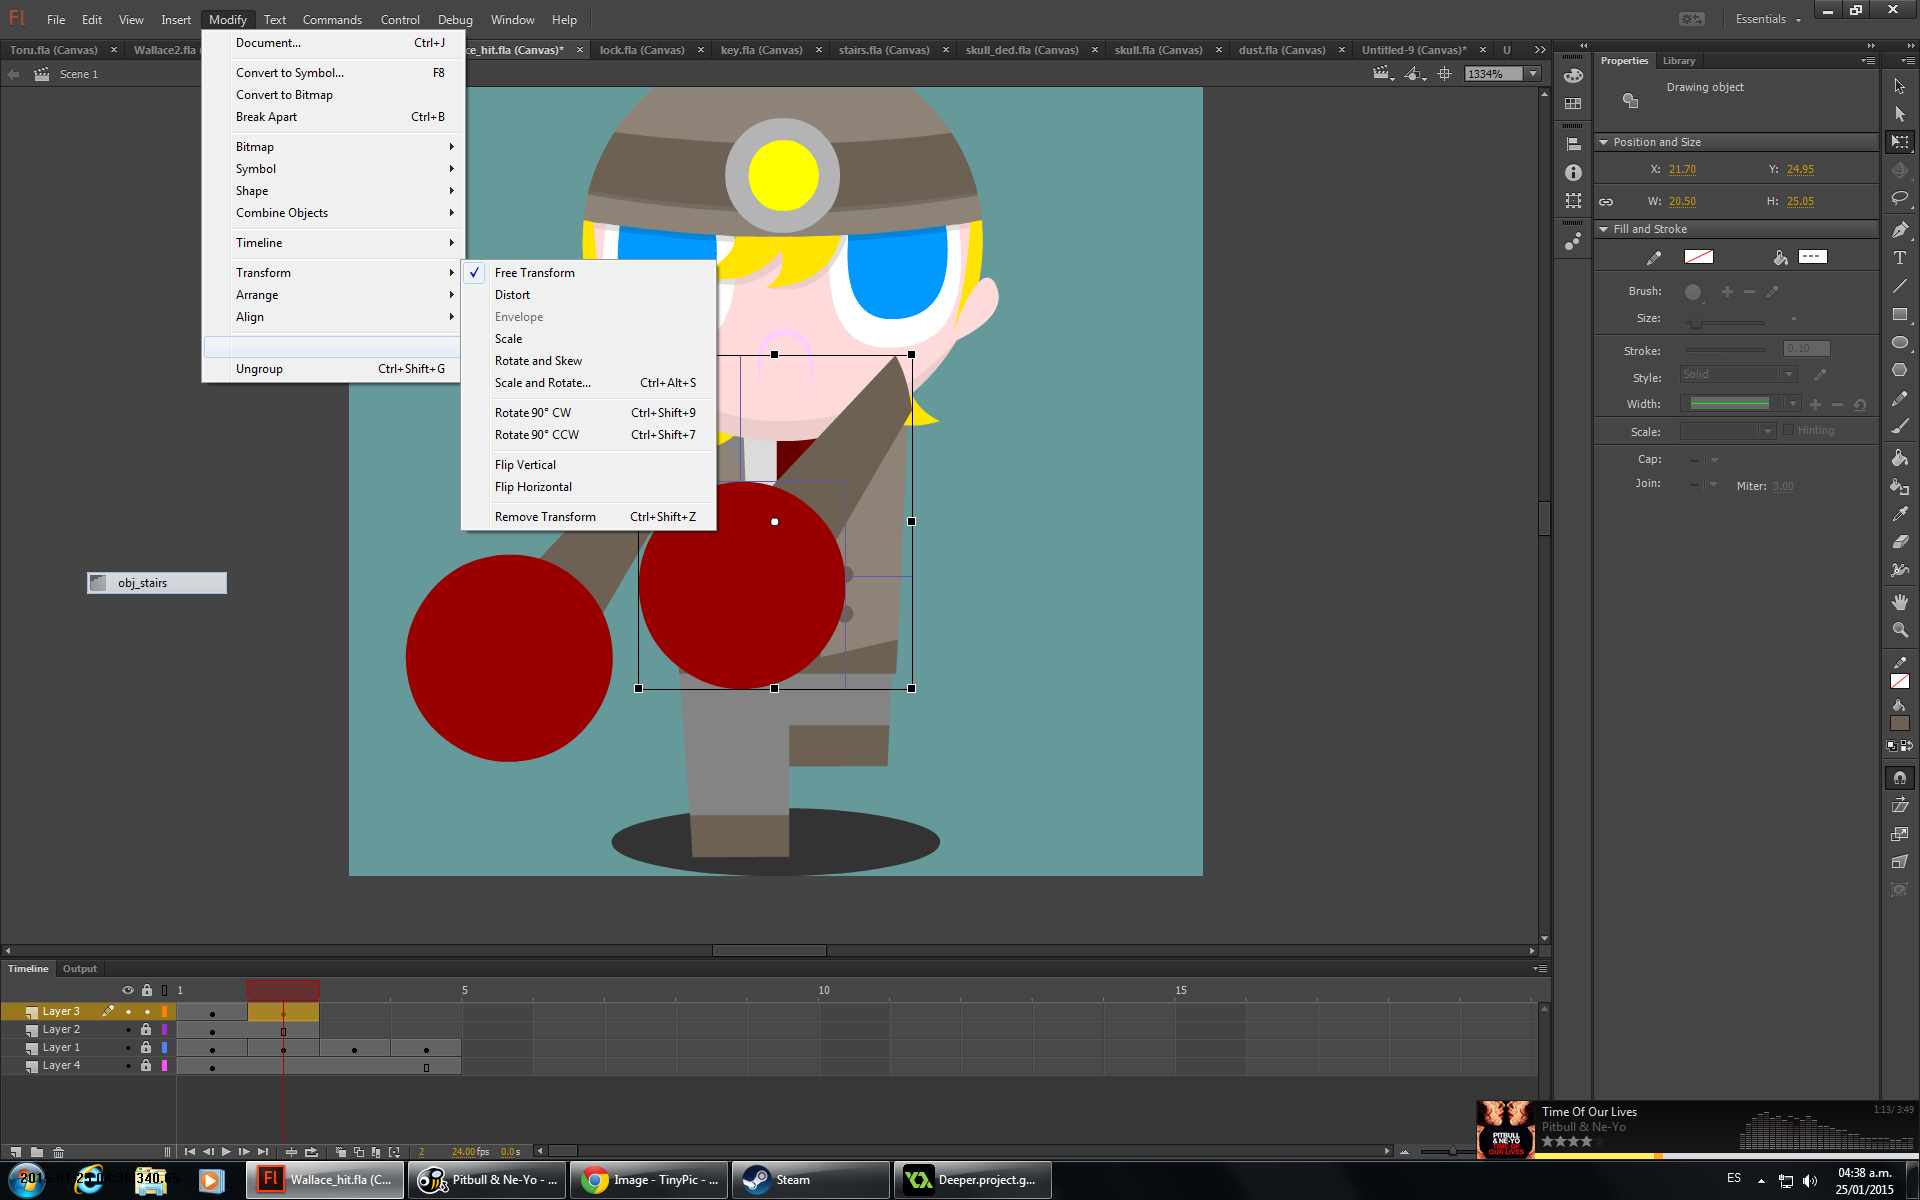 Fl File Edit View Insert Modify Text Commands Control Debug Window Help Essentials
Toru.fla (Canvas) × Wallace2.fla ce_hit.fla (Canvas)* × lock.fla (Canvas) × key.fla (Canvas) × stairs.fla (Canvas) × skull_ded.fla (Canvas) × skull.fla (Canvas) × dust.fla (Canvas) × Untitled-9 (Canvas)* × U
Scene 1
1334%
Document... Ctrl+J
Convert to Symbol... F8
Convert to Bitmap
Break Apart Ctrl+B
Bitmap
Symbol
Shape
Combine Objects
Timeline
Transform
Arrange
Align
Ungroup Ctrl+Shift+G
Free Transform
Distort
Envelope
Scale
Rotate and Skew
Scale and Rotate... Ctrl+Alt+S
Rotate 90° CW Ctrl+Shift+9
Rotate 90° CCW Ctrl+Shift+7
Flip Vertical
Flip Horizontal
Remove Transform Ctrl+Shift+Z
obj_stairs
Properties Library
Drawing object
Position and Size
X: 21.70 Y: 24.95
W: 20.50 H: 25.05
Fill and Stroke
Brush:
Size:
Stroke: 0.10
Style: Solid
Width:
Scale: Hinting
Cap:
Join: Miter: 3.00
Timeline Output
1 5 10 15
Layer 3
Layer 2
Layer 1
Layer 4
2 24.00 fps 0.0 s
Time Of Our Lives 1:13/ 3:49
Pitbull & Ne-Yo
PITBULL
& NE-YO
TIME OF
OUR LIVES
Wallace_hit.fla (C...
Pitbull & Ne-Yo - ...
Image - TinyPic - ...
Steam
Deeper.project.g...
ES
04:38 a.m.
25/01/2015